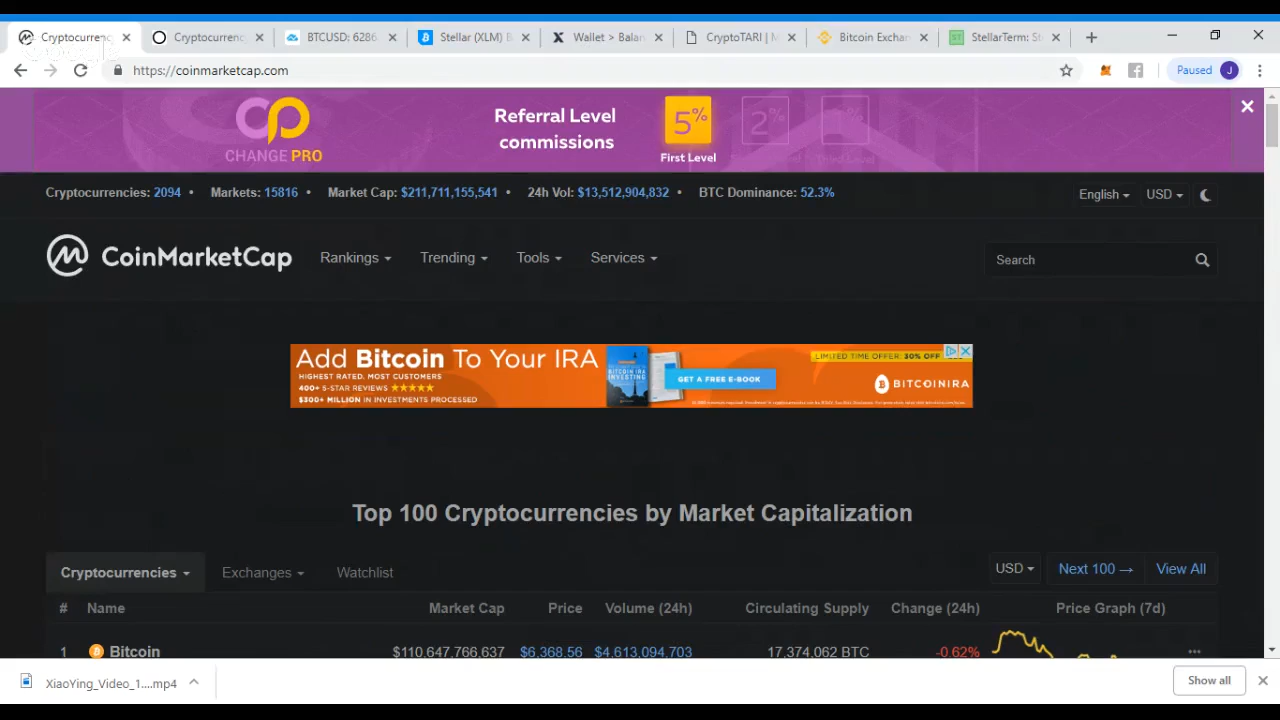 Cryptocurrenc
Cryptocurrenc
BTCUSD: 6286
Stellar (XLM) B
Wallet > Balan
CryptoTARI | M
Bitcoin Exchan
StellarTerm: St
https://coinmarketcap.com
Paused J
CHANGE PRO
Referral Level
commissions
5%
First Level
2%
Cryptocurrencies: 2094 • Markets: 15816 • Market Cap: $211,711,155,541 • 24h Vol: $13,512,904,832 • BTC Dominance: 52.3%
English USD
CoinMarketCap
Rankings Trending Tools Services
Search
Add Bitcoin To Your IRA
HIGHEST RATED. MOST CUSTOMERS
400+ 5-STAR REVIEWS ★★★★★
$300+ MILLION IN INVESTMENTS PROCESSED
BITCOIN IRA
INVESTING
GET A FREE E-BOOK
LIMITED TIME OFFER: 30% OFF
BITCOINIRA
Top 100 Cryptocurrencies by Market Capitalization
Cryptocurrencies Exchanges Watchlist USD Next 100 → View All
# Name Market Cap Price Volume (24h) Circulating Supply Change (24h) Price Graph (7d)
1 Bitcoin $110,647,766,637 $6,368.56 $4,613,094,703 17,374,062 BTC -0.62%
XiaoYing_Video_1....mp4
Show all